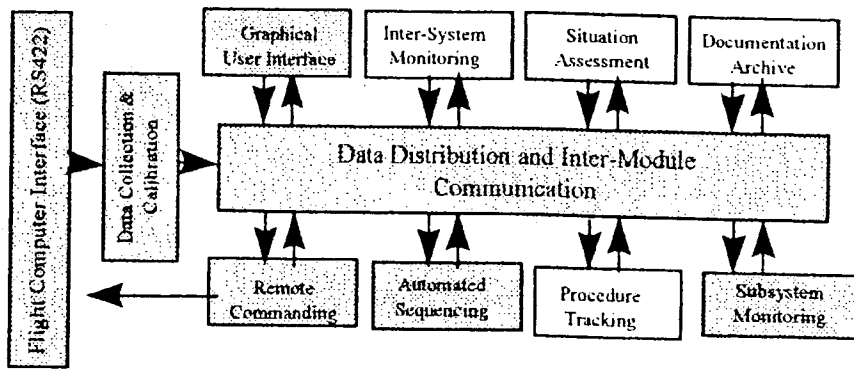 Flight Computer Interface (RS422)
Data Collection &
Calibration
Graphical
User Interface
Inter-System
Monitoring
Situation
Assessment
Documentation
Archive
Data Distribution and Inter-Module
Communication
Remote
Commanding
Automated
Sequencing
Procedure
Tracking
Subsystem
Monitoring